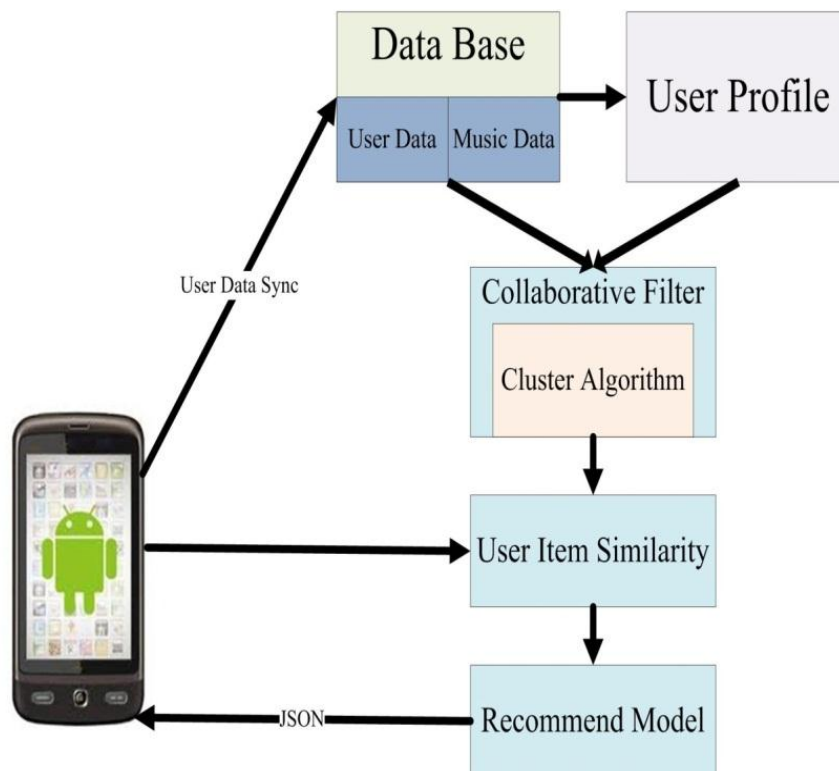 Data Base
User Profile
User Data
Music Data
User Data Sync
Collaborative Filter
Cluster Algorithm
User Item Similarity
JSON
Recommend Model